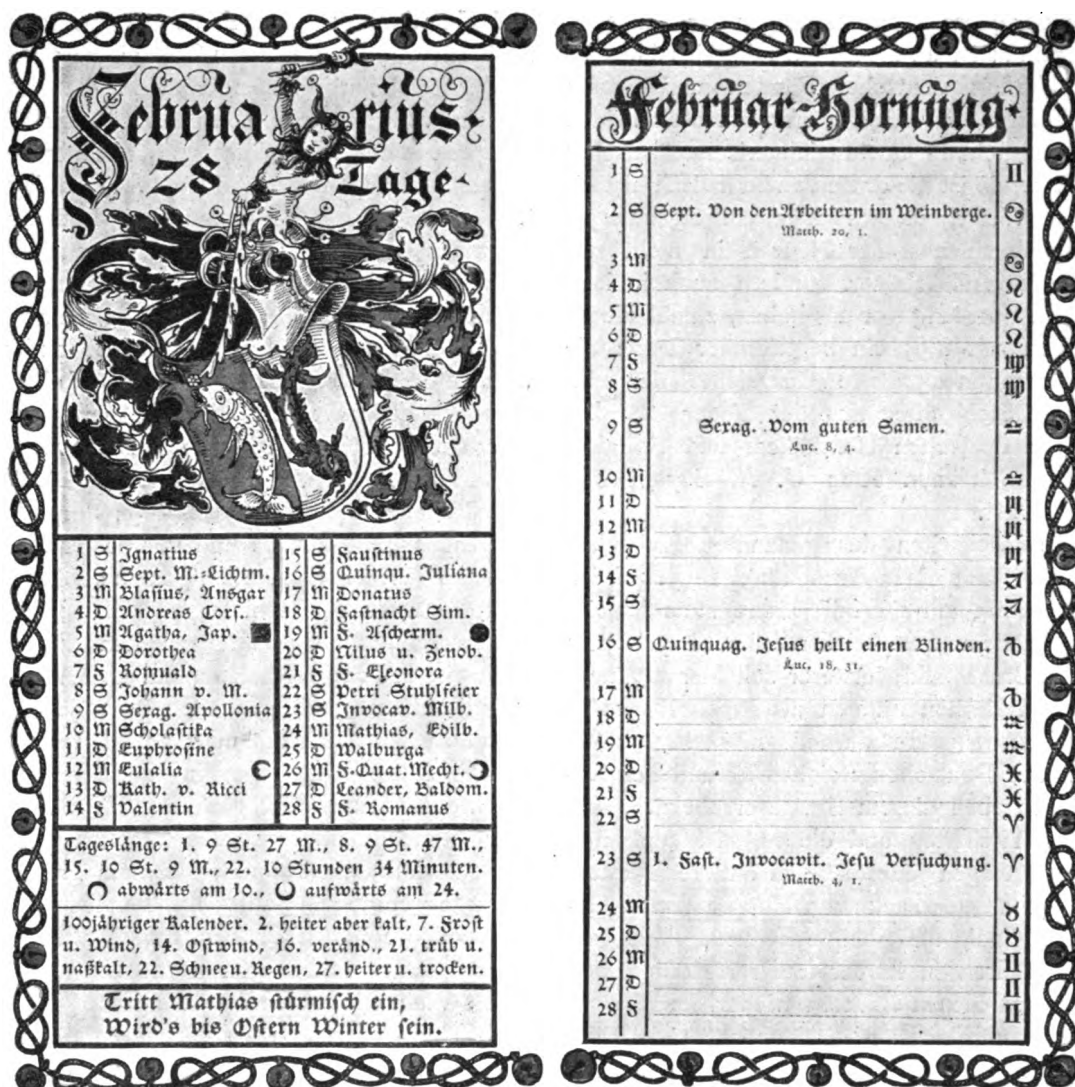 Februarius
28 Tage
1 S Ignatius
2 S Sept. M.-Lichtm.
3 M Blasius, Ansgar
4 D Andreas Cors.
5 M Agatha, Jap.
6 D Dorothea
7 F Romuald
8 S Johann v. M.
9 S Sexag. Apollonia
10 M Scholastika
11 D Euphrosine
12 M Eulalia
13 D Kath. v. Ricci
14 F Valentin
15 S Faustinus
16 S Quinqu. Juliana
17 M Donatus
18 D Fastnacht Sim.
19 M F. Ascherm.
20 D Nilus u. Zenob.
21 F F. Eleonora
22 S Petri Stuhlfeier
23 S Invocav. Milb.
24 M Mathias, Edilb.
25 D Walburga
26 M F.Quat.Mecht.
27 D Leander, Baldom.
28 F F. Romanus
Tageslänge: 1. 9 St. 27 M., 8. 9 St. 47 M.,
15. 10 St. 9 M., 22. 10 Stunden 34 Minuten.
abwärts am 10., aufwärts am 24.
100jähriger Kalender. 2. heiter aber kalt, 7. Frost
u. Wind, 14. Ostwind, 16. veränd., 21. trüb u.
naßkalt, 22. Schnee u. Regen, 27. heiter u. trocken.
Tritt Mathias stürmisch ein,
Wird's bis Ostern Winter sein.
Februar-Hornung
1 S ♊
2 S Sept. Von den Arbeitern im Weinberge. ♋
Matth. 20, 1.
3 M ♋
4 D ♌
5 M ♌
6 D ♌
7 F ♍
8 S ♍
9 S Sexag. Vom guten Samen. ♎
Luc. 8, 4.
10 M ♎
11 D ♏
12 M ♏
13 D ♏
14 F ♐
15 S ♐
16 S Quinquag. Jesus heilt einen Blinden. ♑
Luc. 18, 31.
17 M ♑
18 D ♒
19 M ♒
20 D ♓
21 F ♓
22 S ♈
23 S 1. Fast. Invocavit. Jesu Versuchung. ♈
Matth. 4, 1.
24 M ♉
25 D ♉
26 M ♊
27 D ♊
28 F ♊